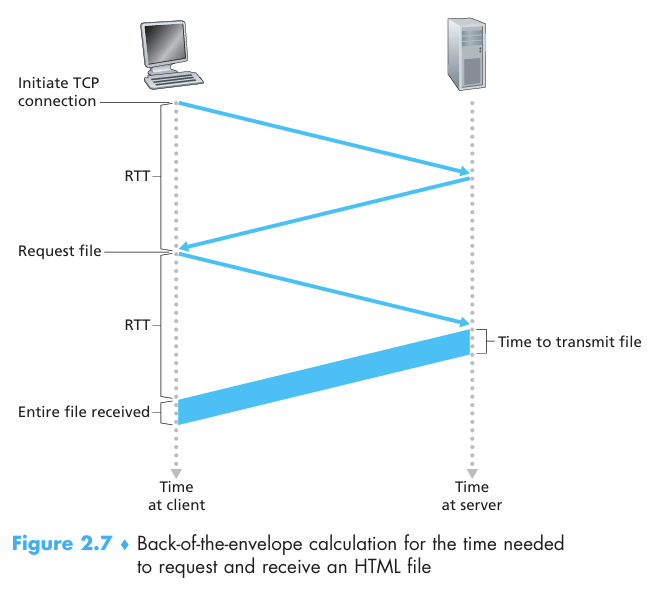 Initiate TCP
connection
RTT
Request file
RTT
Time to transmit file
Entire file received
Time
at client
Time
at server
Figure 2.7 ♦ Back-of-the-envelope calculation for the time needed
to request and receive an HTML file